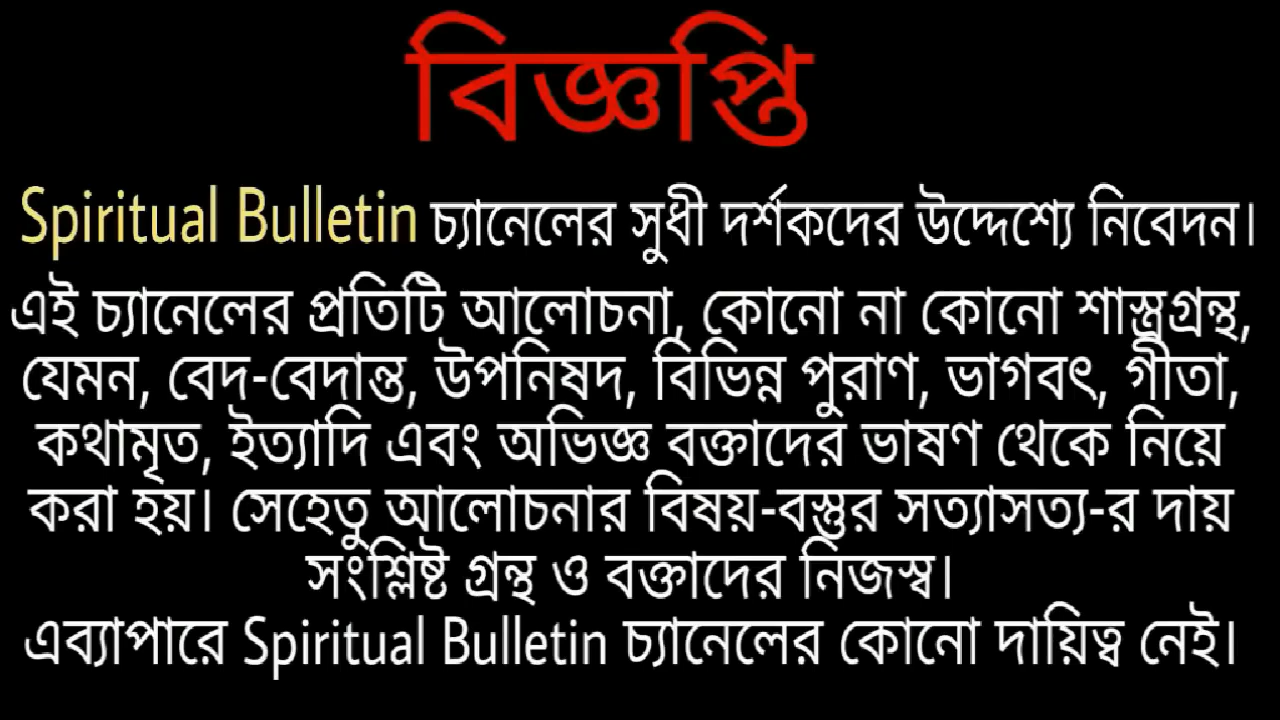 বিজ্ঞপ্তি
Spiritual Bulletin চ্যানেলের সুধী দর্শকদের উদ্দেশ্যে নিবেদন।
এই চ্যানেলের প্রতিটি আলোচনা, কোনো না কোনো শাস্ত্রগ্রন্থ,
যেমন, বেদ-বেদান্ত, উপনিষদ, বিভিন্ন পুরাণ, ভাগবৎ, গীতা,
কথামৃত, ইত্যাদি এবং অভিজ্ঞ বক্তাদের ভাষণ থেকে নিয়ে
করা হয়। সেহেতু আলোচনার বিষয়-বস্তুর সত্যাসত্য-র দায়
সংশ্লিষ্ট গ্রন্থ ও বক্তাদের নিজস্ব।
এব্যাপারে Spiritual Bulletin চ্যানেলের কোনো দায়িত্ব নেই।